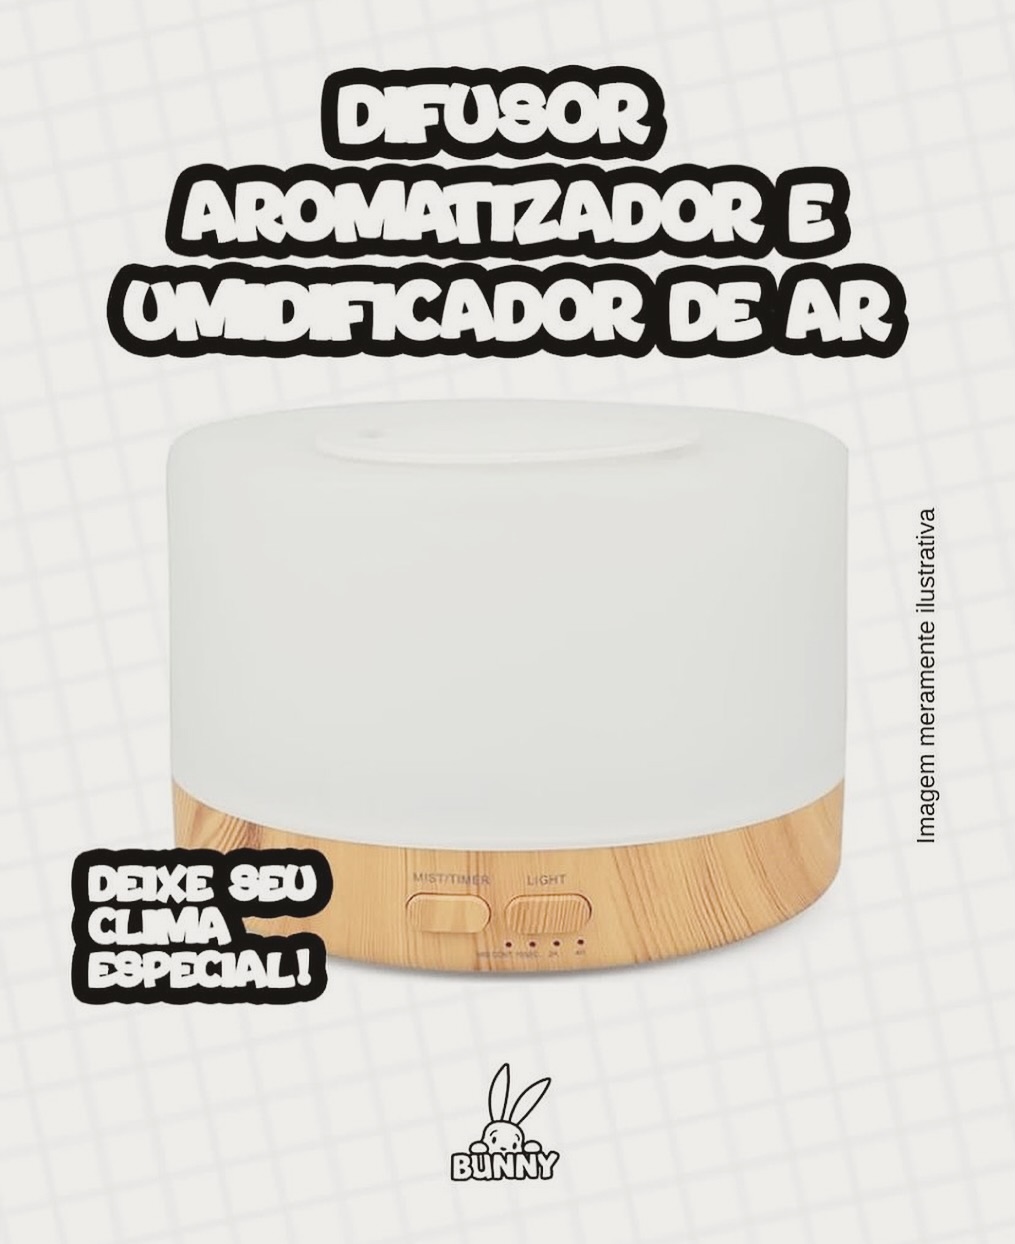 DIFUSOR
AROMATIZADOR E
UMIDIFICADOR DE AR
Imagem meramente ilustrativa
MIST/TIMER LIGHT
DEIXE SEU
CLIMA
ESPECIAL!
BUNNY